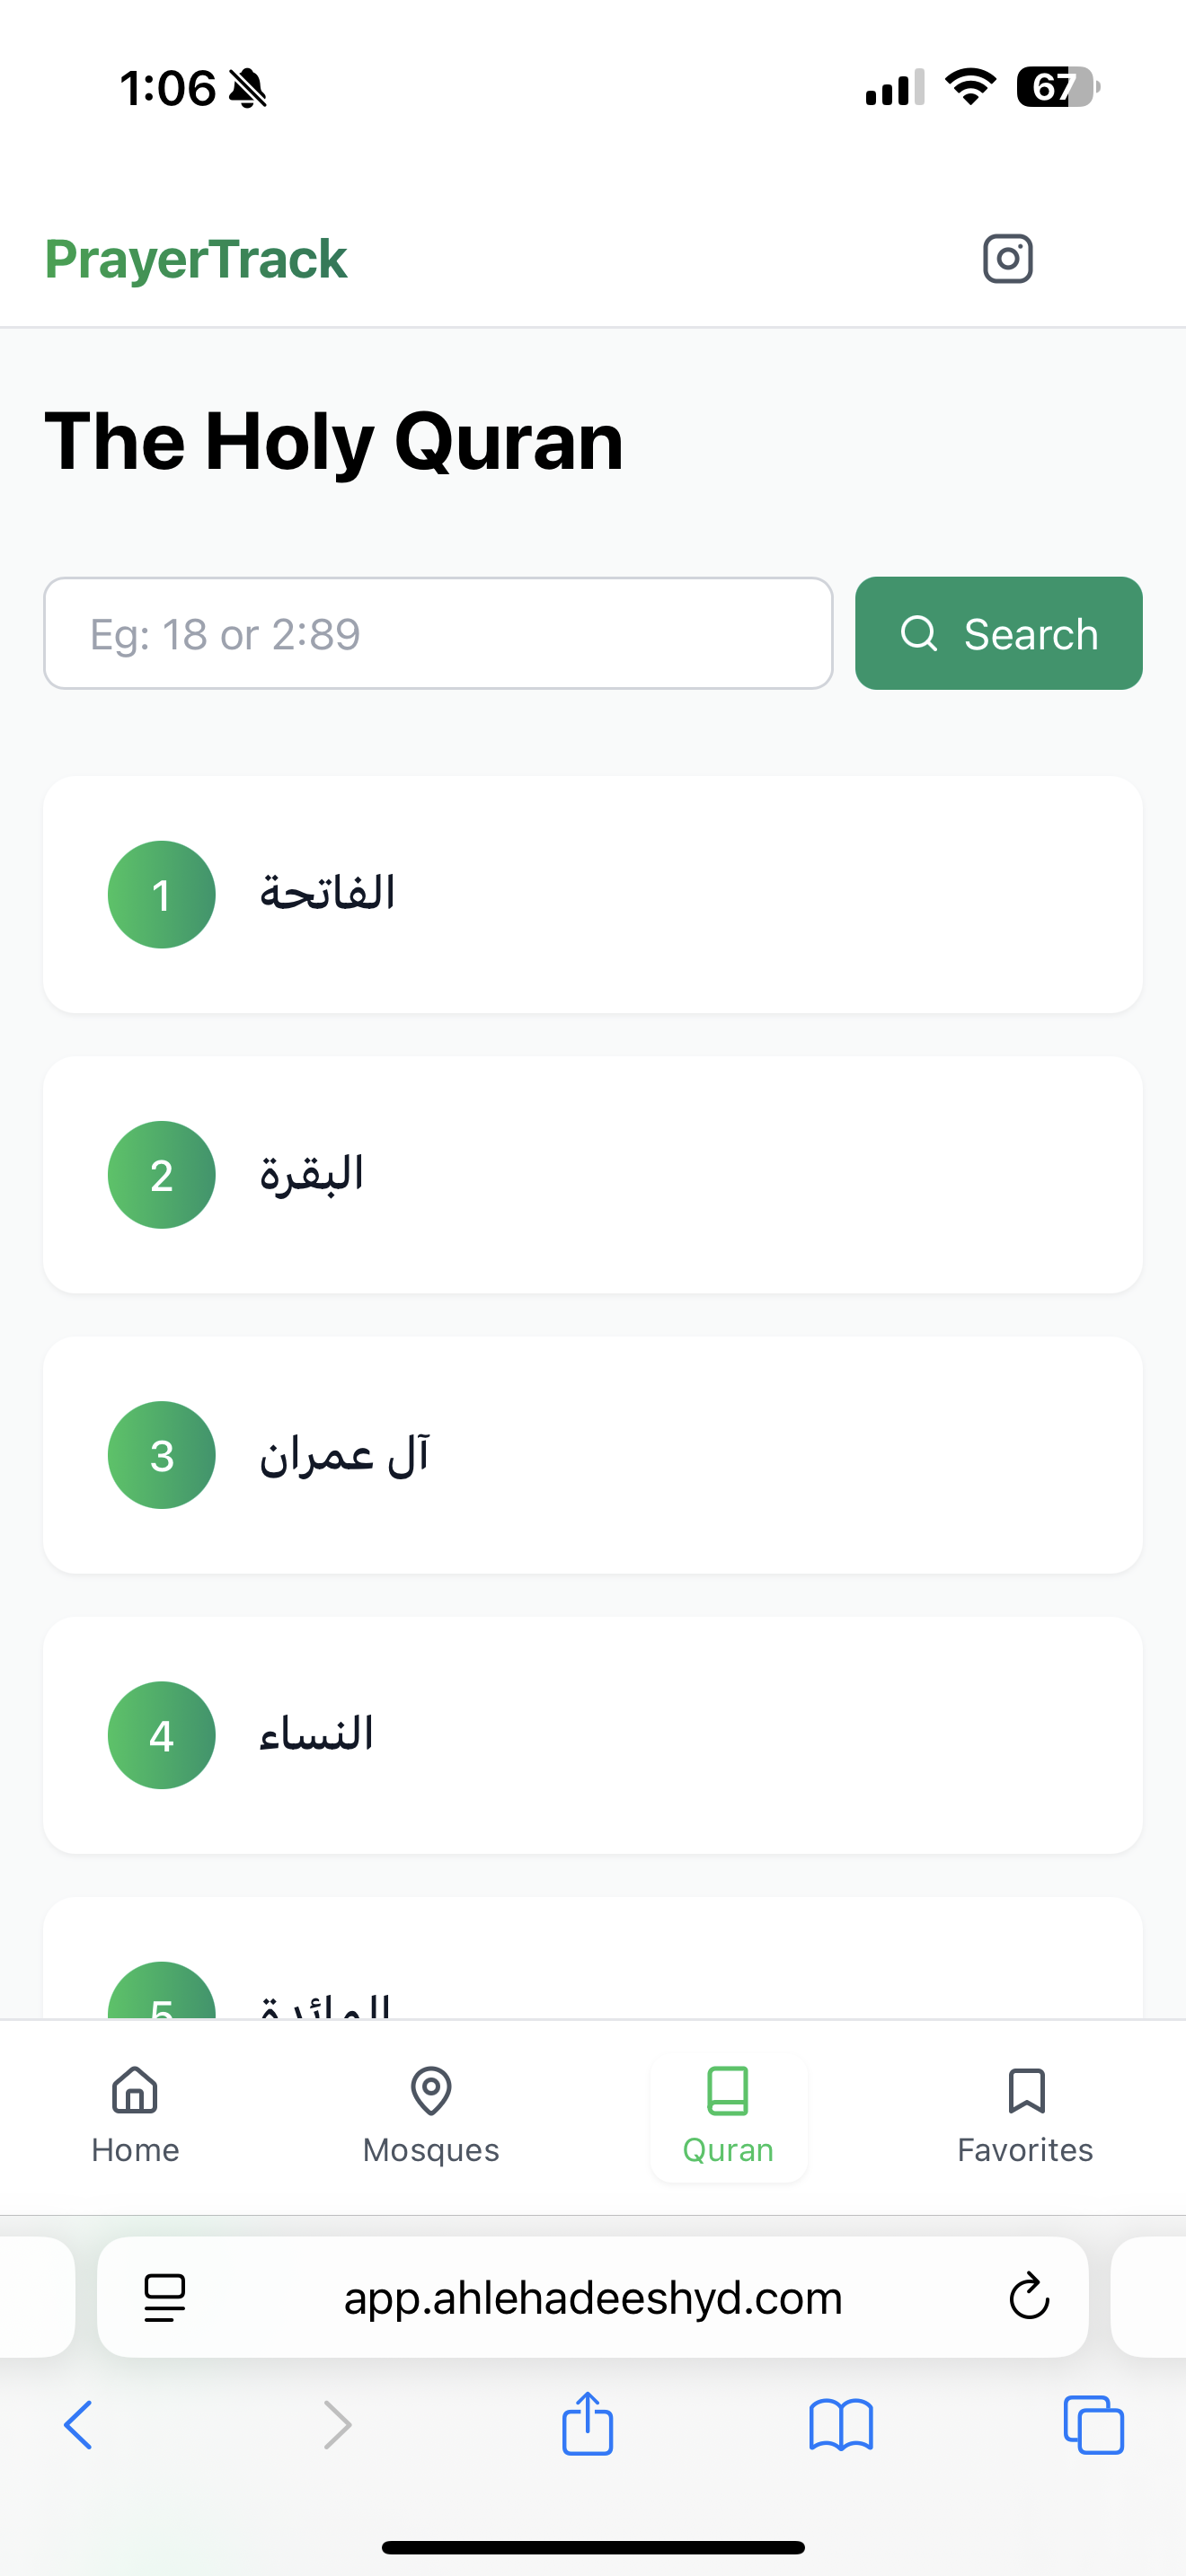 1:06
67
PrayerTrack
The Holy Quran
Eg: 18 or 2:89
Search
1
الفاتحة
2
البقرة
3
آل عمران
4
النساء
5
المائدة
Home
Mosques
Quran
Favorites
app.ahlehadeeshyd.com